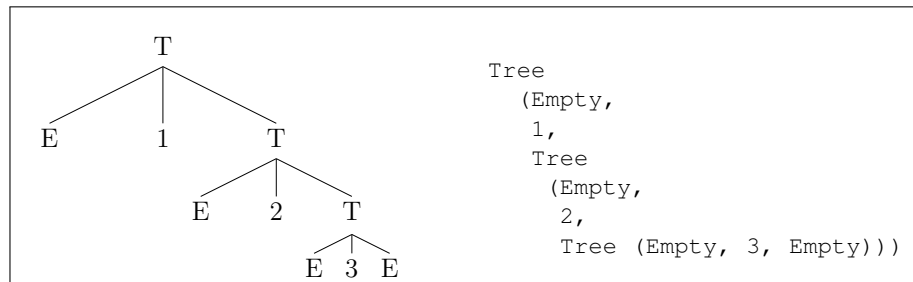 T
E 1 T
E 2 T
E 3 E
Tree
(Empty,
1,
Tree
(Empty,
2,
Tree (Empty, 3, Empty)))